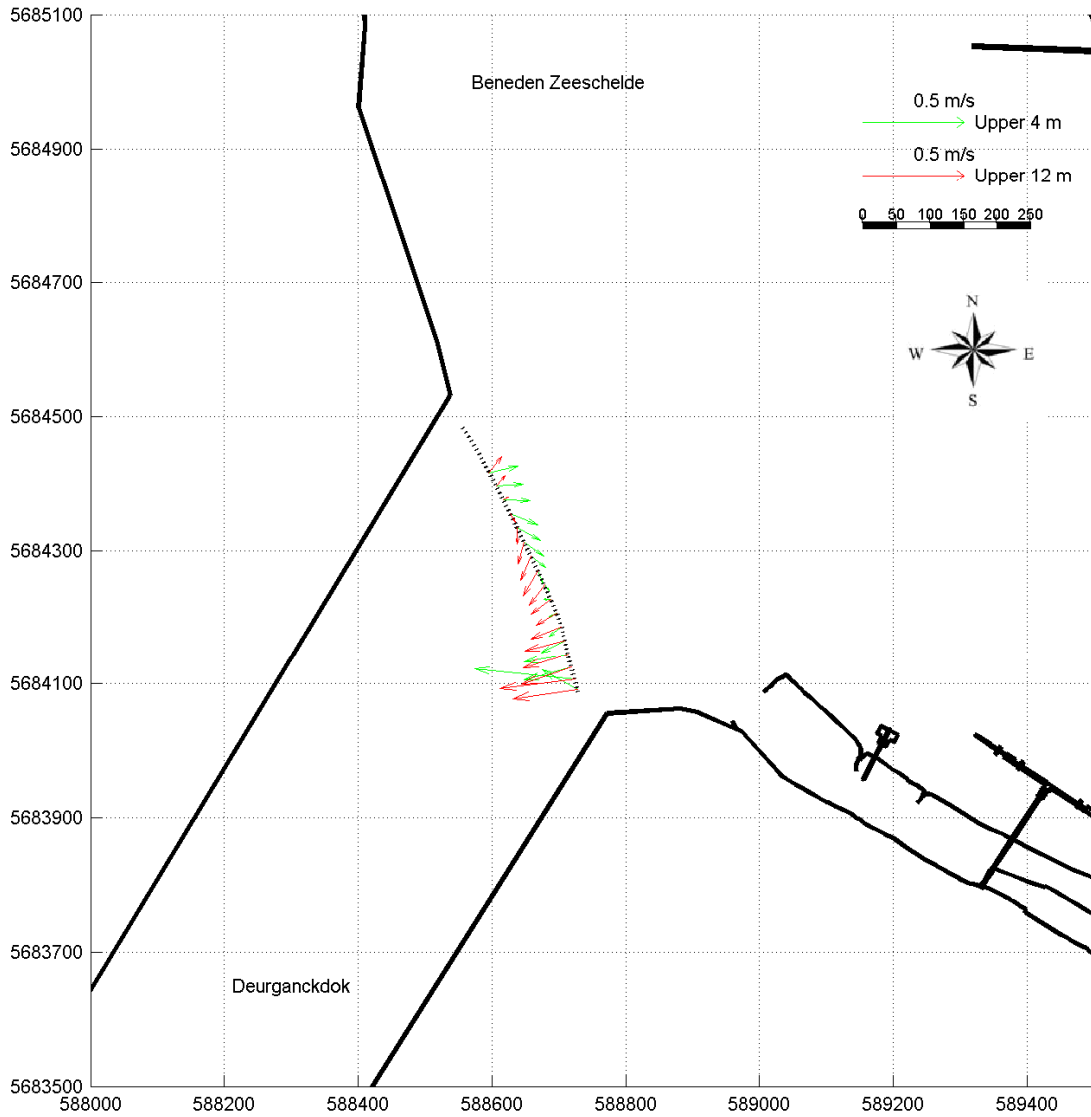 5685100
Beneden Zeeschelde
0.5 m/s
Upper 4 m
5684900
0.5 m/s
Upper 12 m
0 50 100 150 200 250
5684700
N
W E
S
5684500
5684300
5684100
5683900
5683700
Deurganckdok
5683500
588000 588200 588400 588600 588800 589000 589200 589400